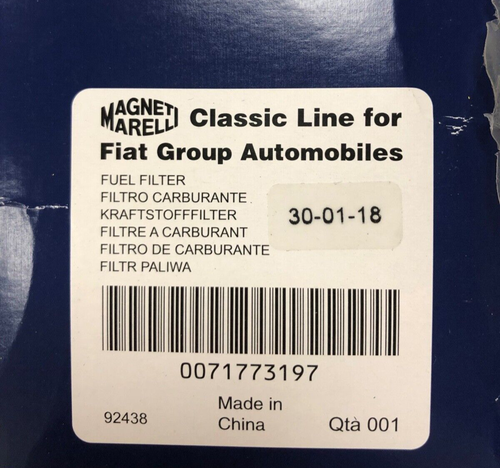 MAGNETI MARELLI Classic Line for
Fiat Group Automobiles
FUEL FILTER
FILTRO CARBURANTE
KRAFTSTOFFFILTER
FILTRE A CARBURANT
FILTRO DE CARBURANTE
FILTR PALIWA
30-01-18
0071773197
92438
Made in
China
Qtà 001